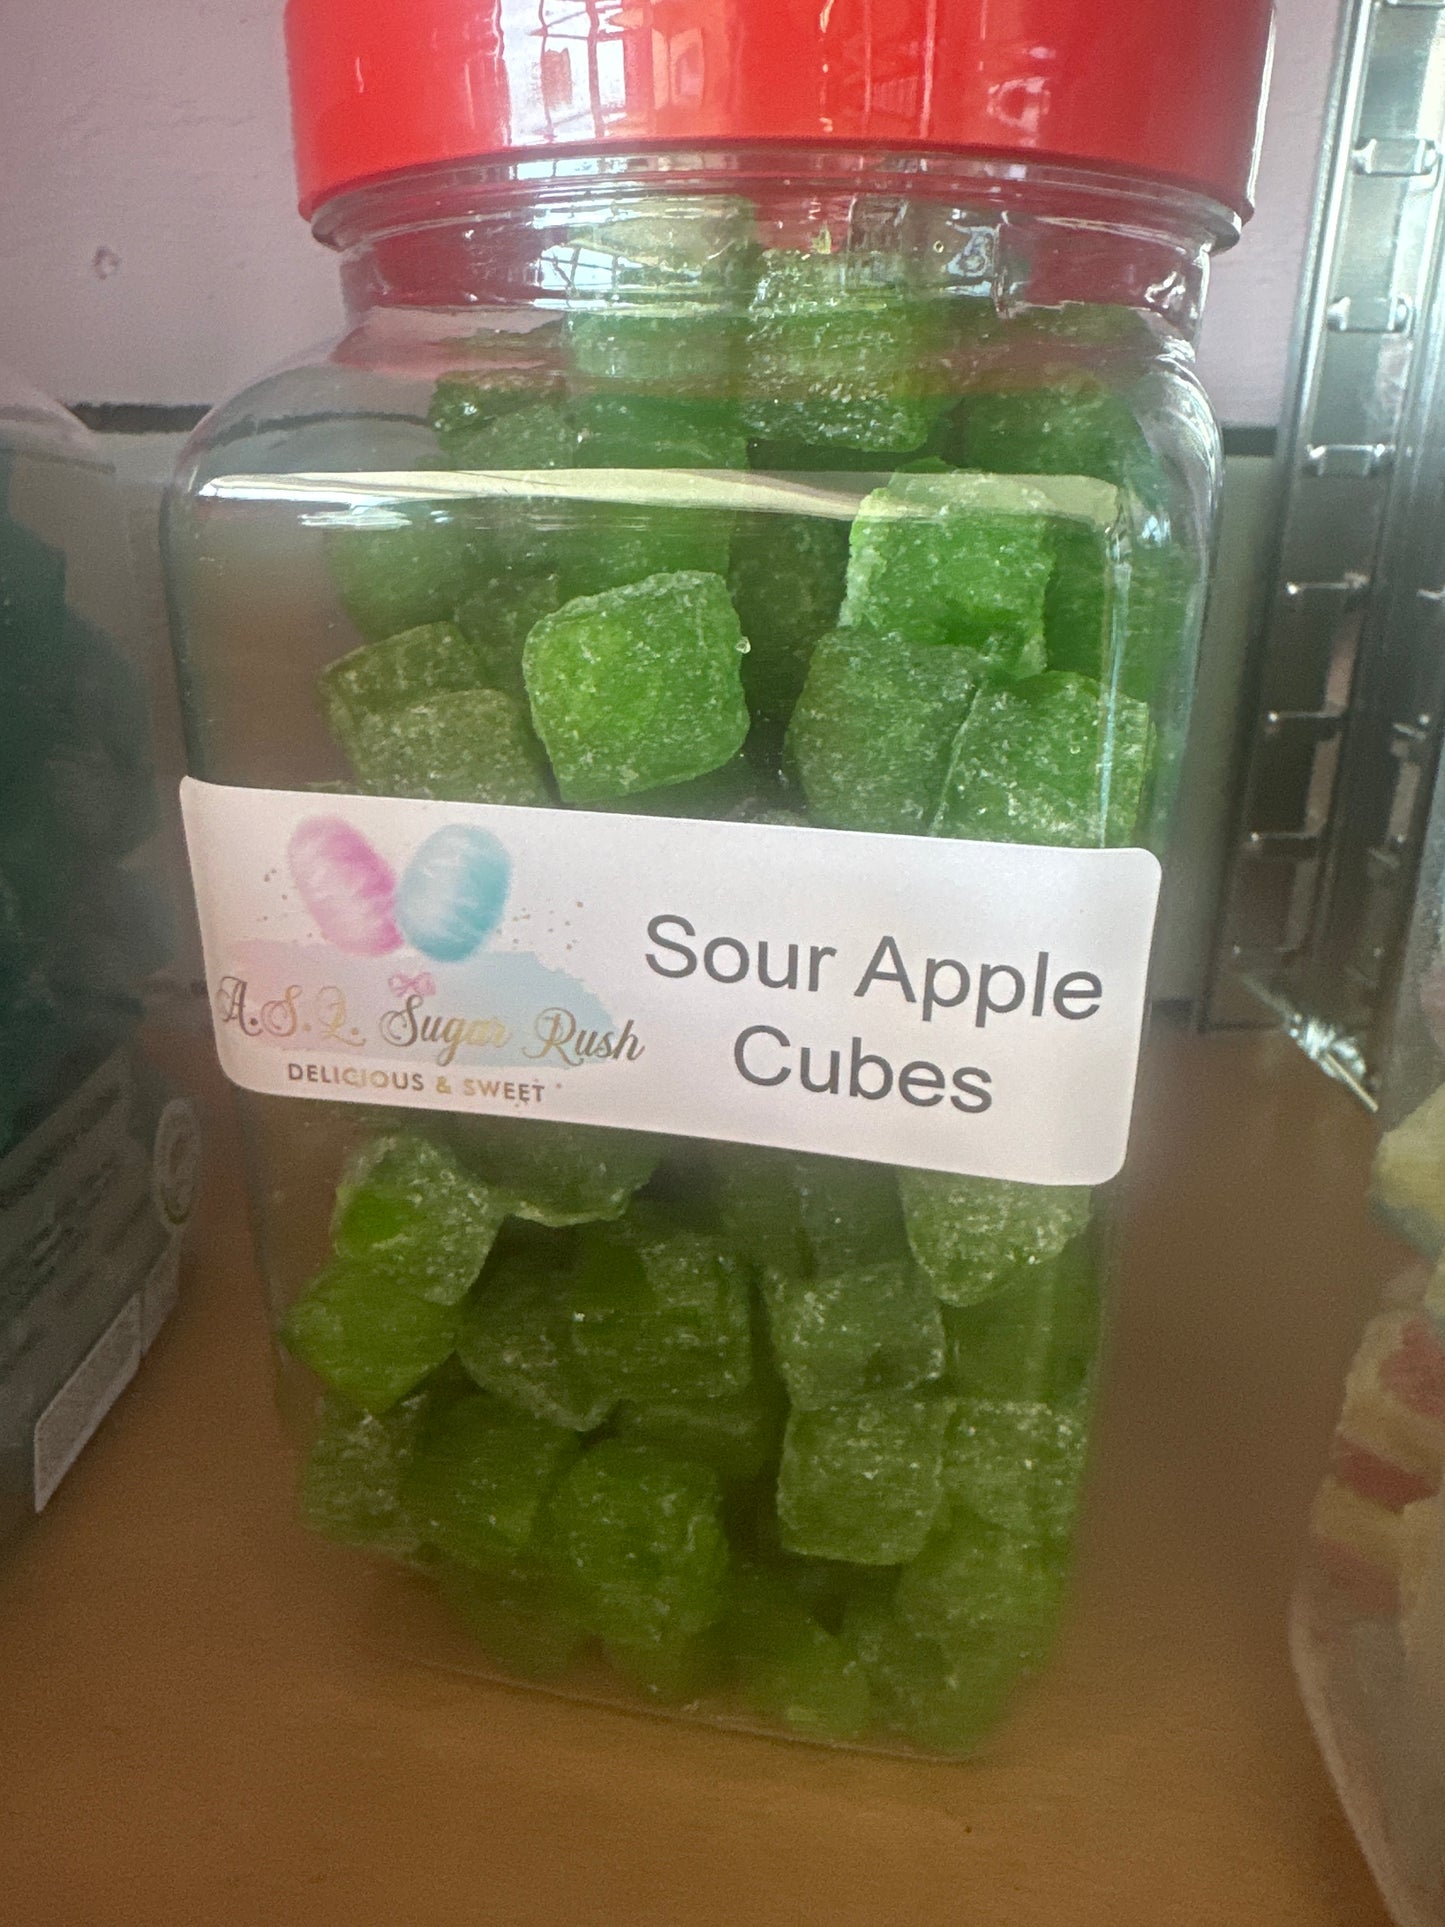 A.S.L. Sugar Rush
DELICIOUS & SWEET
Sour Apple
Cubes